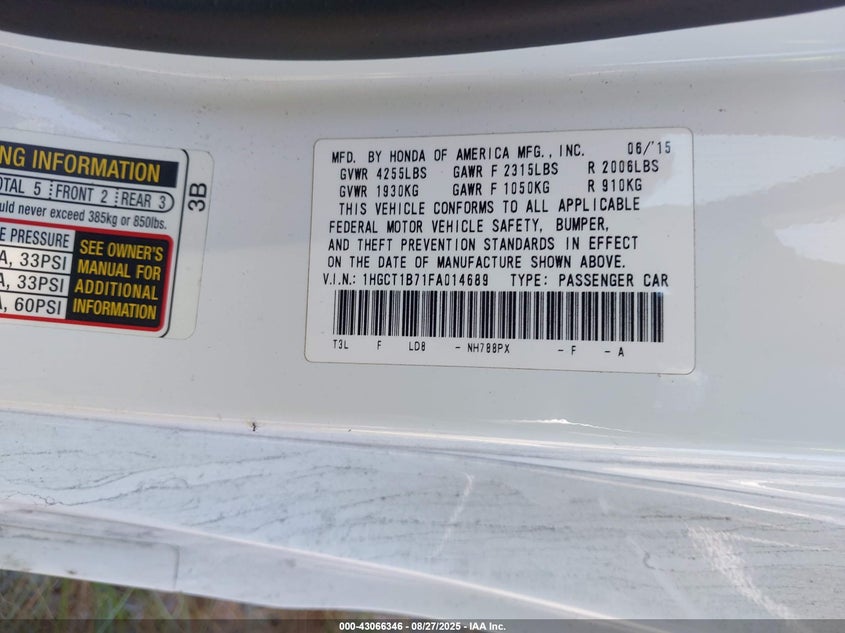 NG INFORMATION
TOTAL 5 FRONT 2 REAR 3
uld never exceed 385kg or 850lbs.
E PRESSURE
A, 33PSI
A, 33PSI
A, 60PSI
SEE OWNER'S
MANUAL FOR
ADDITIONAL
INFORMATION
3B
MFD. BY HONDA OF AMERICA MFG., INC. 06/'15
GVWR 4255LBS GAWR F 2315LBS R 2006LBS
GVWR 1930KG GAWR F 1050KG R 910KG
THIS VEHICLE CONFORMS TO ALL APPLICABLE
FEDERAL MOTOR VEHICLE SAFETY, BUMPER,
AND THEFT PREVENTION STANDARDS IN EFFECT
ON THE DATE OF MANUFACTURE SHOWN ABOVE.
V.I.N.: 1HGCT1B71FA014689 TYPE: PASSENGER CAR
T3L F LD8 - NH788PX - F - A
000-43066346 - 08/27/2025 - IAA Inc.